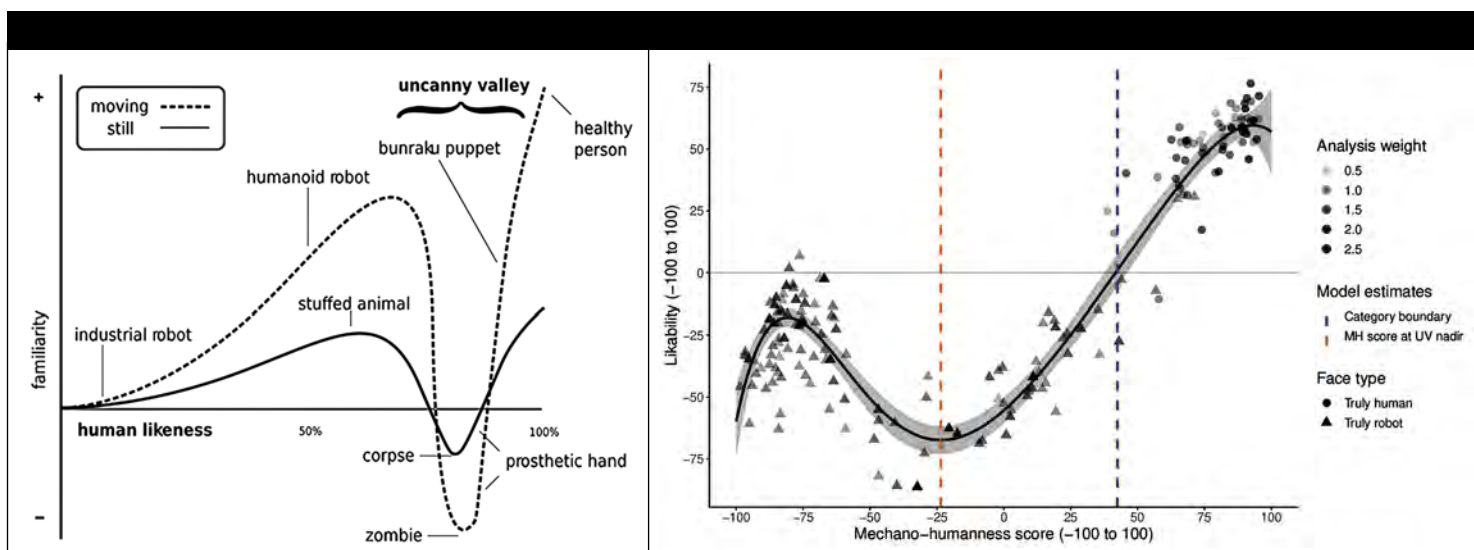 +
uncanny valley
moving
still
healthy
person
bunraku puppet
humanoid robot
stuffed animal
industrial robot
familiarity
human likeness
50%
100%
corpse
prosthetic hand
−
zombie
75
50
25
0
−25
−50
−75
Likability (−100 to 100)
−100
−75
−50
−25
0
25
50
75
100
Mechano−humanness score (−100 to 100)
Analysis weight
0.5
1.0
1.5
2.0
2.5
Model estimates
Category boundary
MH score at UV nadir
Face type
Truly human
Truly robot